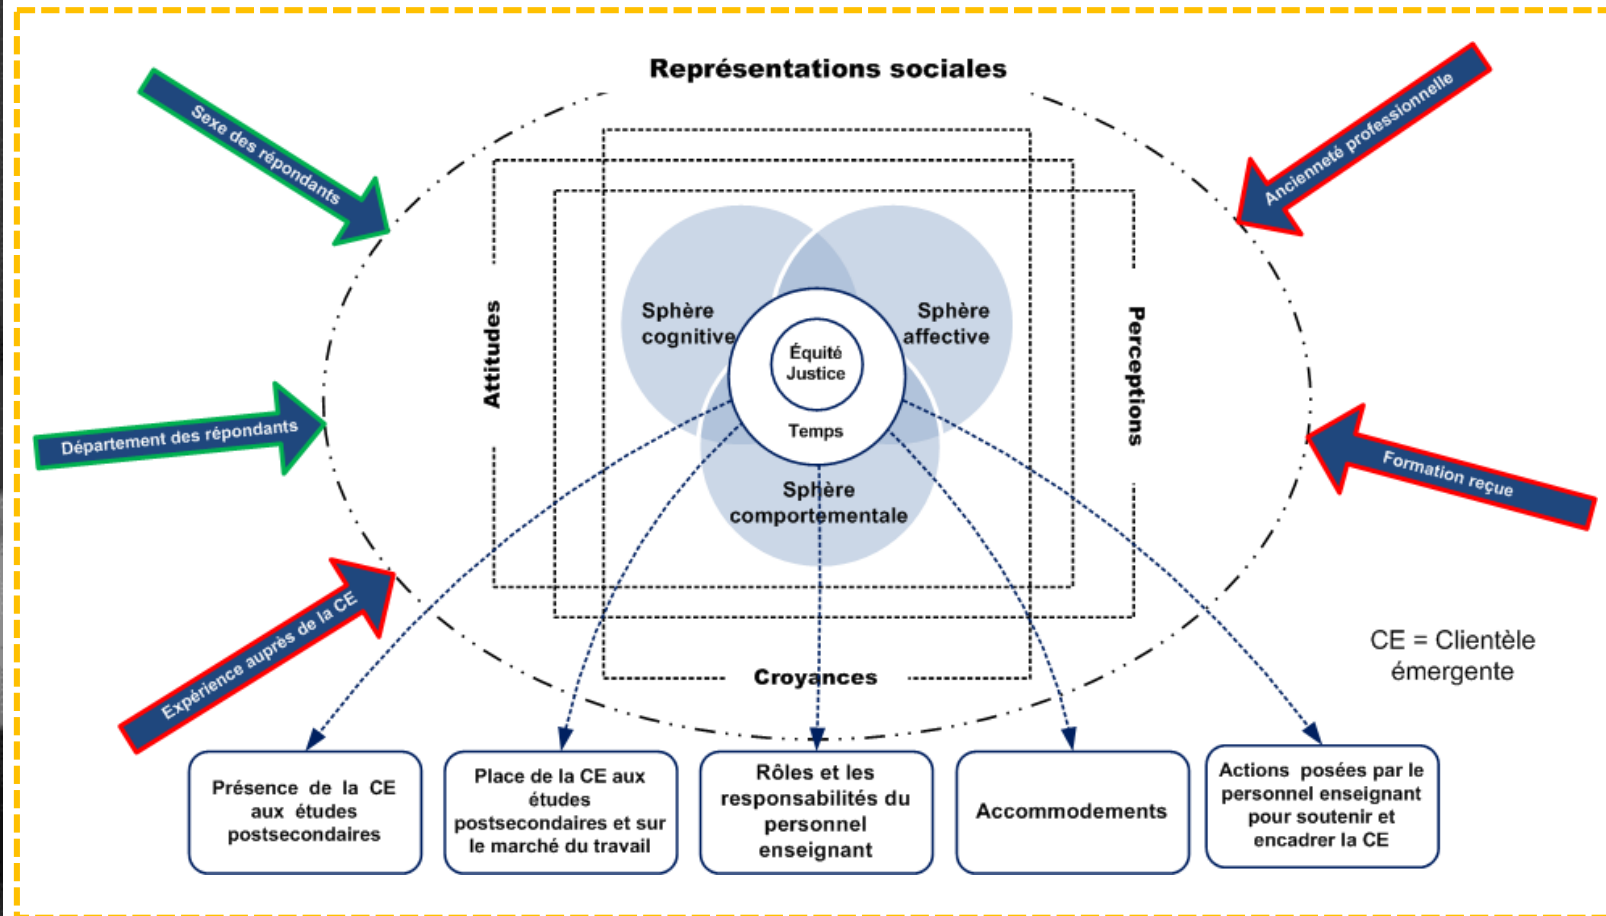 Représentations sociales
Sexe des répondants
Ancienneté professionnelle
Attitudes
Sphère
cognitive
Sphère
affective
Perceptions
Équité
Justice
Temps
Département des répondants
Formation reçue
Sphère
comportementale
Expérience auprès de la CE
Croyances
CE = Clientèle
émergente
Présence de la CE
aux études
postsecondaires
Place de la CE aux
études
postsecondaires et sur
le marché du travail
Rôles et les
responsabilités du
personnel
enseignant
Accommodements
Actions posées par le
personnel enseignant
pour soutenir et
encadrer la CE